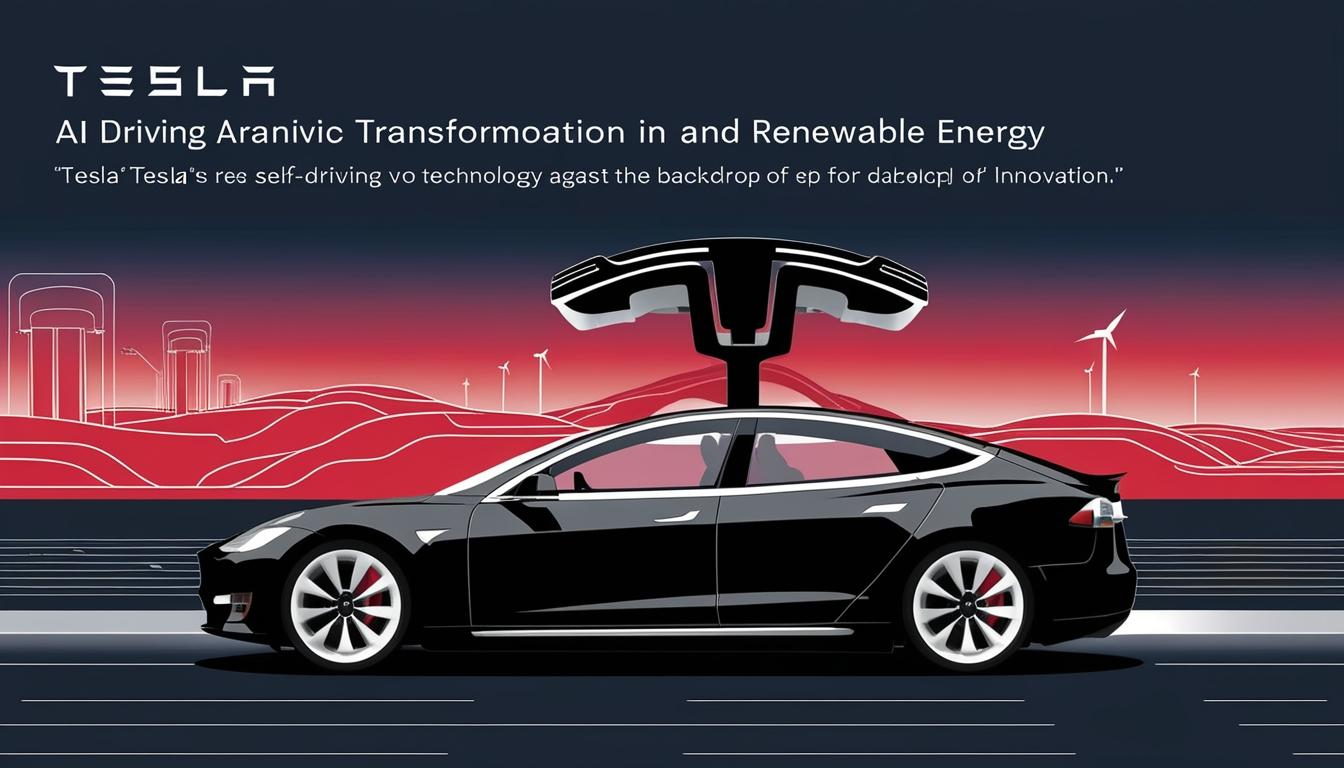 TESLA
AI Driving Aranivic Transformoation in and Renewable Energy
“Tesla‘ Tesla's res self-driving vo technology agast the backdrop of ep for dabolcpl of' Innovation.”